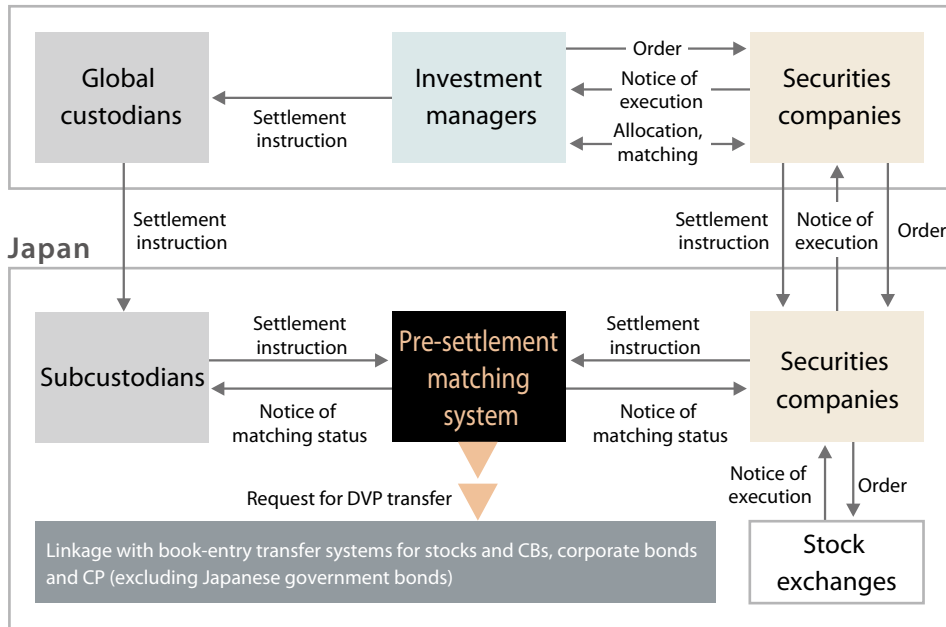 Global
custodians
Investment
managers
Securities
companies
Order
Notice of
execution
Allocation,
matching
Settlement
instruction
Settlement
instruction
Settlement
instruction
Notice of
execution
Order
Japan
Subcustodians
Settlement
instruction
Notice of
matching status
Pre-settlement
matching
system
Settlement
instruction
Notice of
matching status
Securities
companies
Request for DVP transfer
Notice of
execution
Order
Linkage with book-entry transfer systems for stocks and CBs, corporate bonds
and CP (excluding Japanese government bonds)
Stock
exchanges